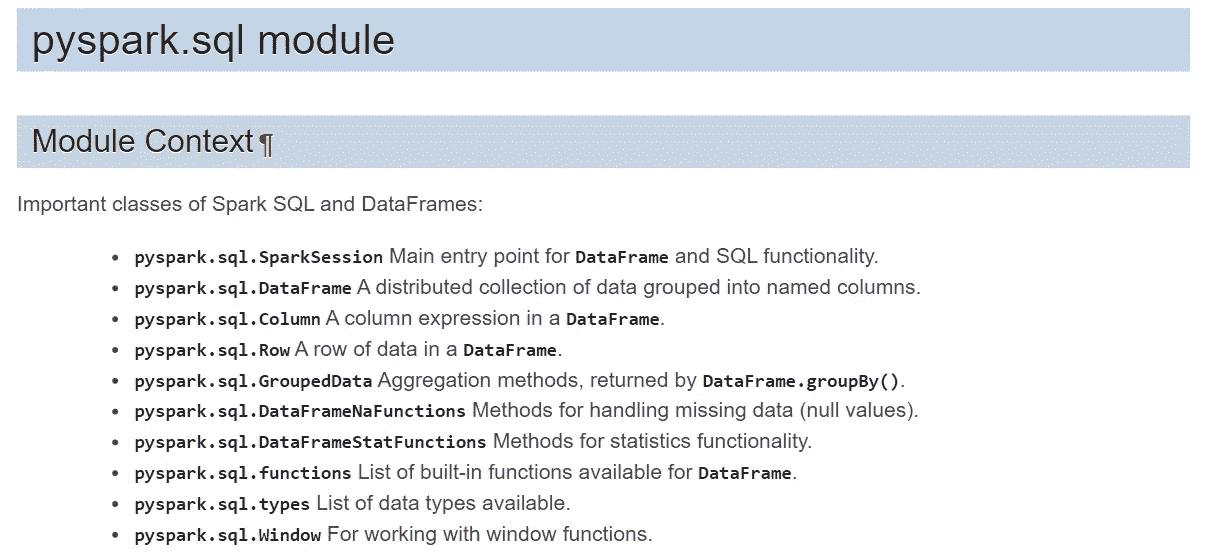 pyspark.sql module
Module Context¶
Important classes of Spark SQL and DataFrames:
• pyspark.sql.SparkSession Main entry point for DataFrame and SQL functionality.
• pyspark.sql.DataFrame A distributed collection of data grouped into named columns.
• pyspark.sql.Column A column expression in a DataFrame.
• pyspark.sql.Row A row of data in a DataFrame.
• pyspark.sql.GroupedData Aggregation methods, returned by DataFrame.groupBy().
• pyspark.sql.DataFrameNaFunctions Methods for handling missing data (null values).
• pyspark.sql.DataFrameStatFunctions Methods for statistics functionality.
• pyspark.sql.functions List of built-in functions available for DataFrame.
• pyspark.sql.types List of data types available.
• pyspark.sql.Window For working with window functions.